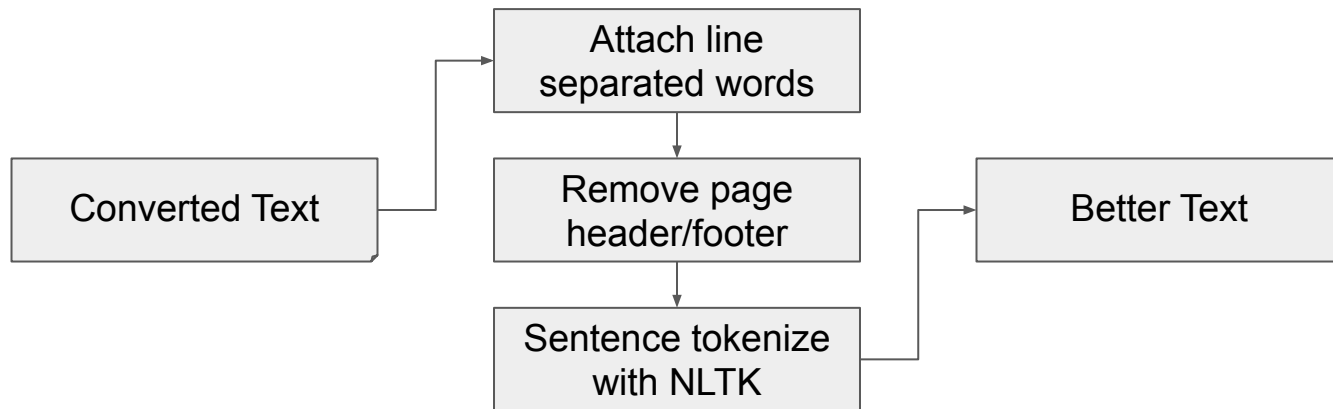 Converted Text
Attach line
separated words
Remove page
header/footer
Sentence tokenize
with NLTK
Better Text